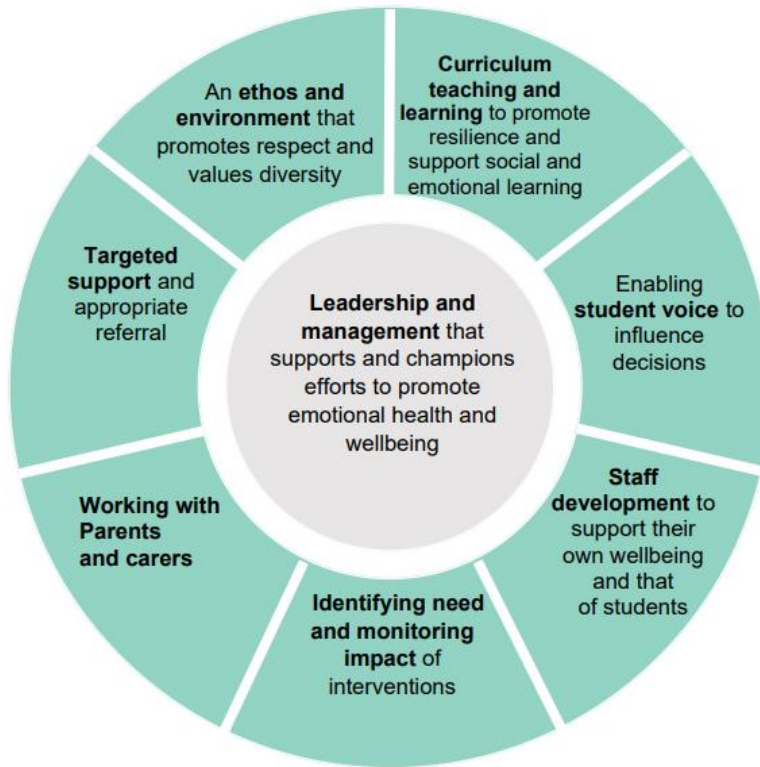 An ethos and
environment that
promotes respect and
values diversity
Curriculum
teaching and
learning to promote
resilience and
support social and
emotional learning
Enabling
student voice to
influence
decisions
Staff
development to
support their
own wellbeing
and that
of students
Identifying need
and monitoring
impact of
interventions
Working with
Parents
and carers
Targeted
support and
appropriate
referral
Leadership and
management that
supports and champions
efforts to promote
emotional health and
wellbeing